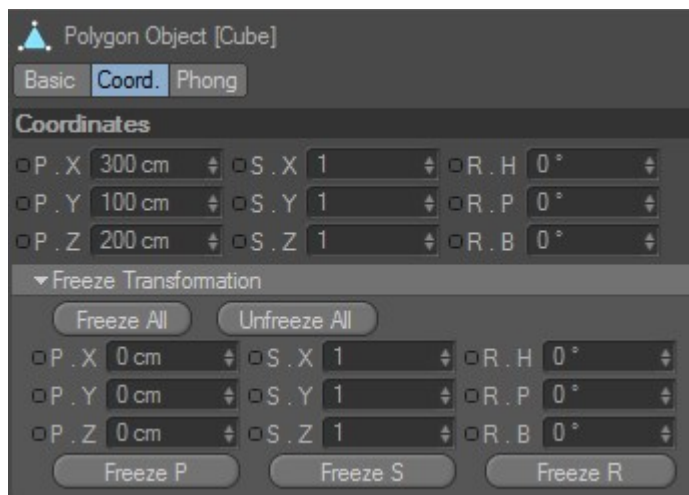 Polygon Object [Cube]
Basic Coord. Phong
Coordinates
P . X 300 cm S . X 1 R . H 0 °
P . Y 100 cm S . Y 1 R . P 0 °
P . Z 200 cm S . Z 1 R . B 0 °
Freeze Transformation
Freeze All Unfreeze All
P . X 0 cm S . X 1 R . H 0 °
P . Y 0 cm S . Y 1 R . P 0 °
P . Z 0 cm S . Z 1 R . B 0 °
Freeze P Freeze S Freeze R